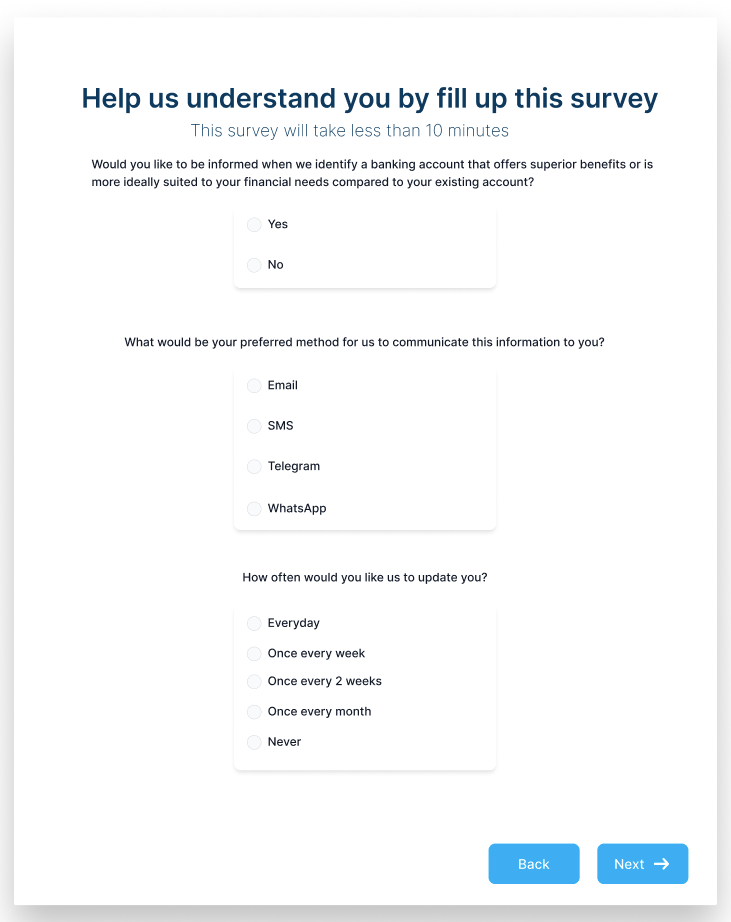 Help us understand you by fill up this survey
This survey will take less than 10 minutes
Would you like to be informed when we identify a banking account that offers superior benefits or is
more ideally suited to your financial needs compared to your existing account?
Yes
No
What would be your preferred method for us to communicate this information to you?
Email
SMS
Telegram
WhatsApp
How often would you like us to update you?
Everyday
Once every week
Once every 2 weeks
Once every month
Never
Back
Next →